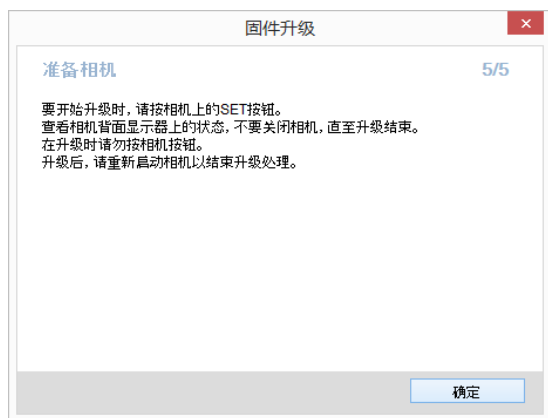 固件升级
准备相机 5/5
要开始升级时，请按相机上的SET按钮。
查看相机背面显示器上的状态，不要关闭相机，直至升级结束。
在升级时请勿按相机按钮。
升级后，请重新启动相机以结束升级处理。
确定